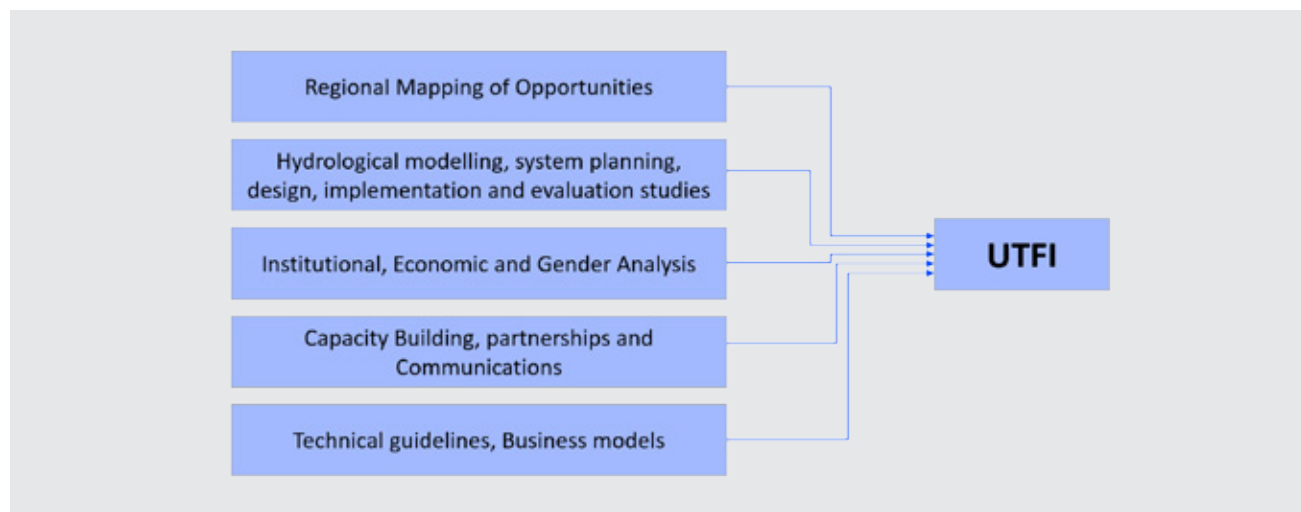 Regional Mapping of Opportunities
Hydrological modelling, system planning,
design, implementation and evaluation studies
Institutional, Economic and Gender Analysis
Capacity Building, partnerships and
Communications
Technical guidelines, Business models
UTFI